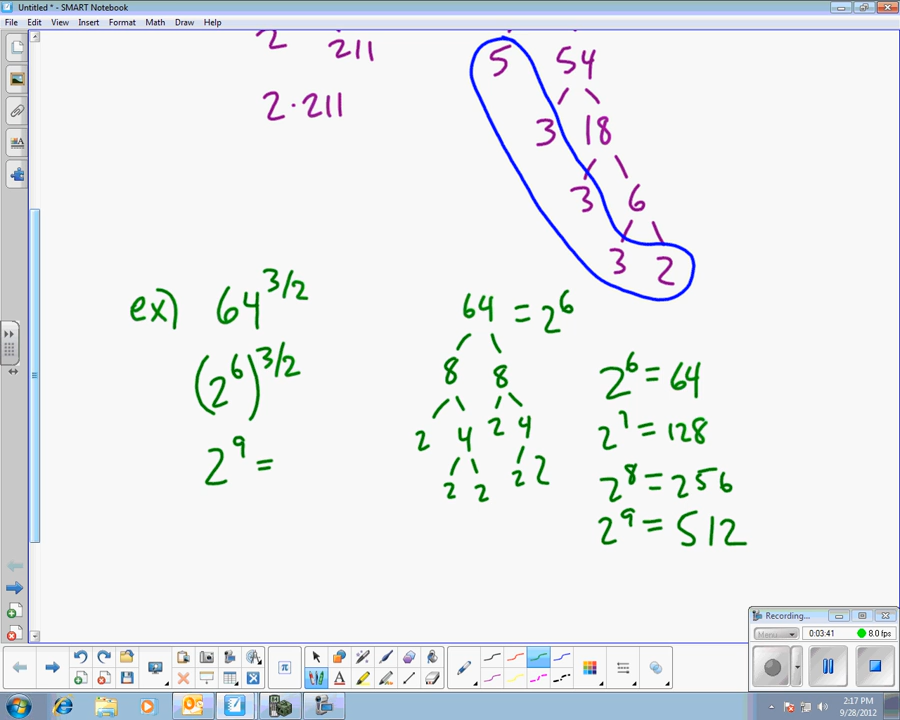 Untitled * - SMART Notebook
File Edit View Insert Format Math Draw Help
2 211
2·211
5 54
3 18
3 6
3 2
ex) 64^3/2
(2^6)^3/2
2^9 =
64 = 2^6
8 8
2 4 2 4
2 2 2 2
2^6 = 64
2^7 = 128
2^8 = 256
2^9 = 512
Recording...
Menu
0:03:41
8.0 fps
2:17 PM
9/28/2012